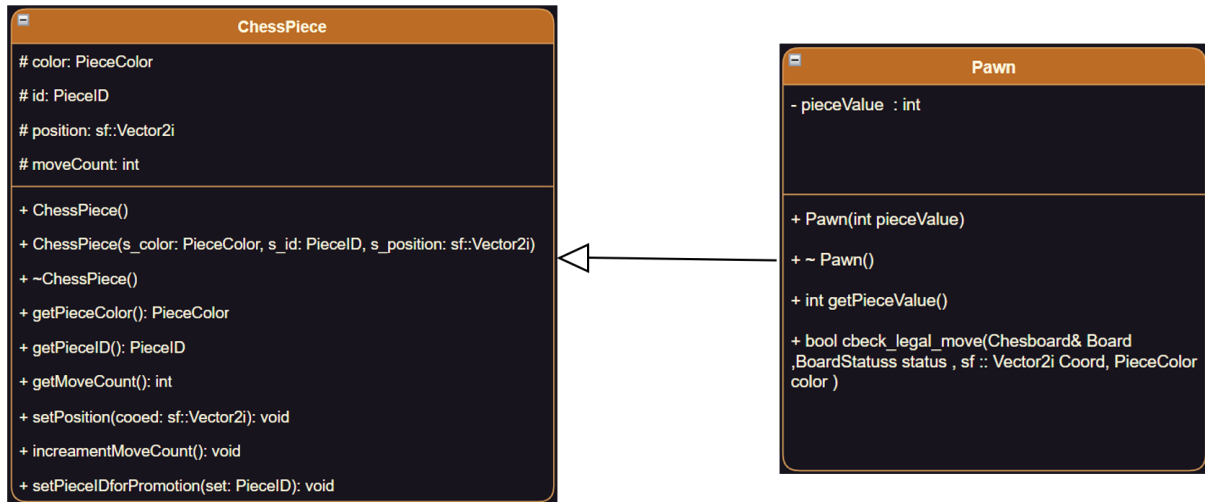 ChessPiece
# color: PieceColor
# id: PieceID
# position: sf::Vector2i
# moveCount: int
+ ChessPiece()
+ ChessPiece(s_color: PieceColor, s_id: PieceID, s_position: sf::Vector2i)
+ ~ChessPiece()
+ getPieceColor(): PieceColor
+ getPieceID(): PieceID
+ getMoveCount(): int
+ setPosition(cooed: sf::Vector2i): void
+ increamentMoveCount(): void
+ setPieceIDforPromotion(set: PieceID): void
Pawn
- pieceValue : int
+ Pawn(int pieceValue)
+ ~ Pawn()
+ int getPieceValue()
+ bool cbeck_legal_move(Chesboard& Board
,BoardStatuss status , sf :: Vector2i Coord, PieceColor
color )